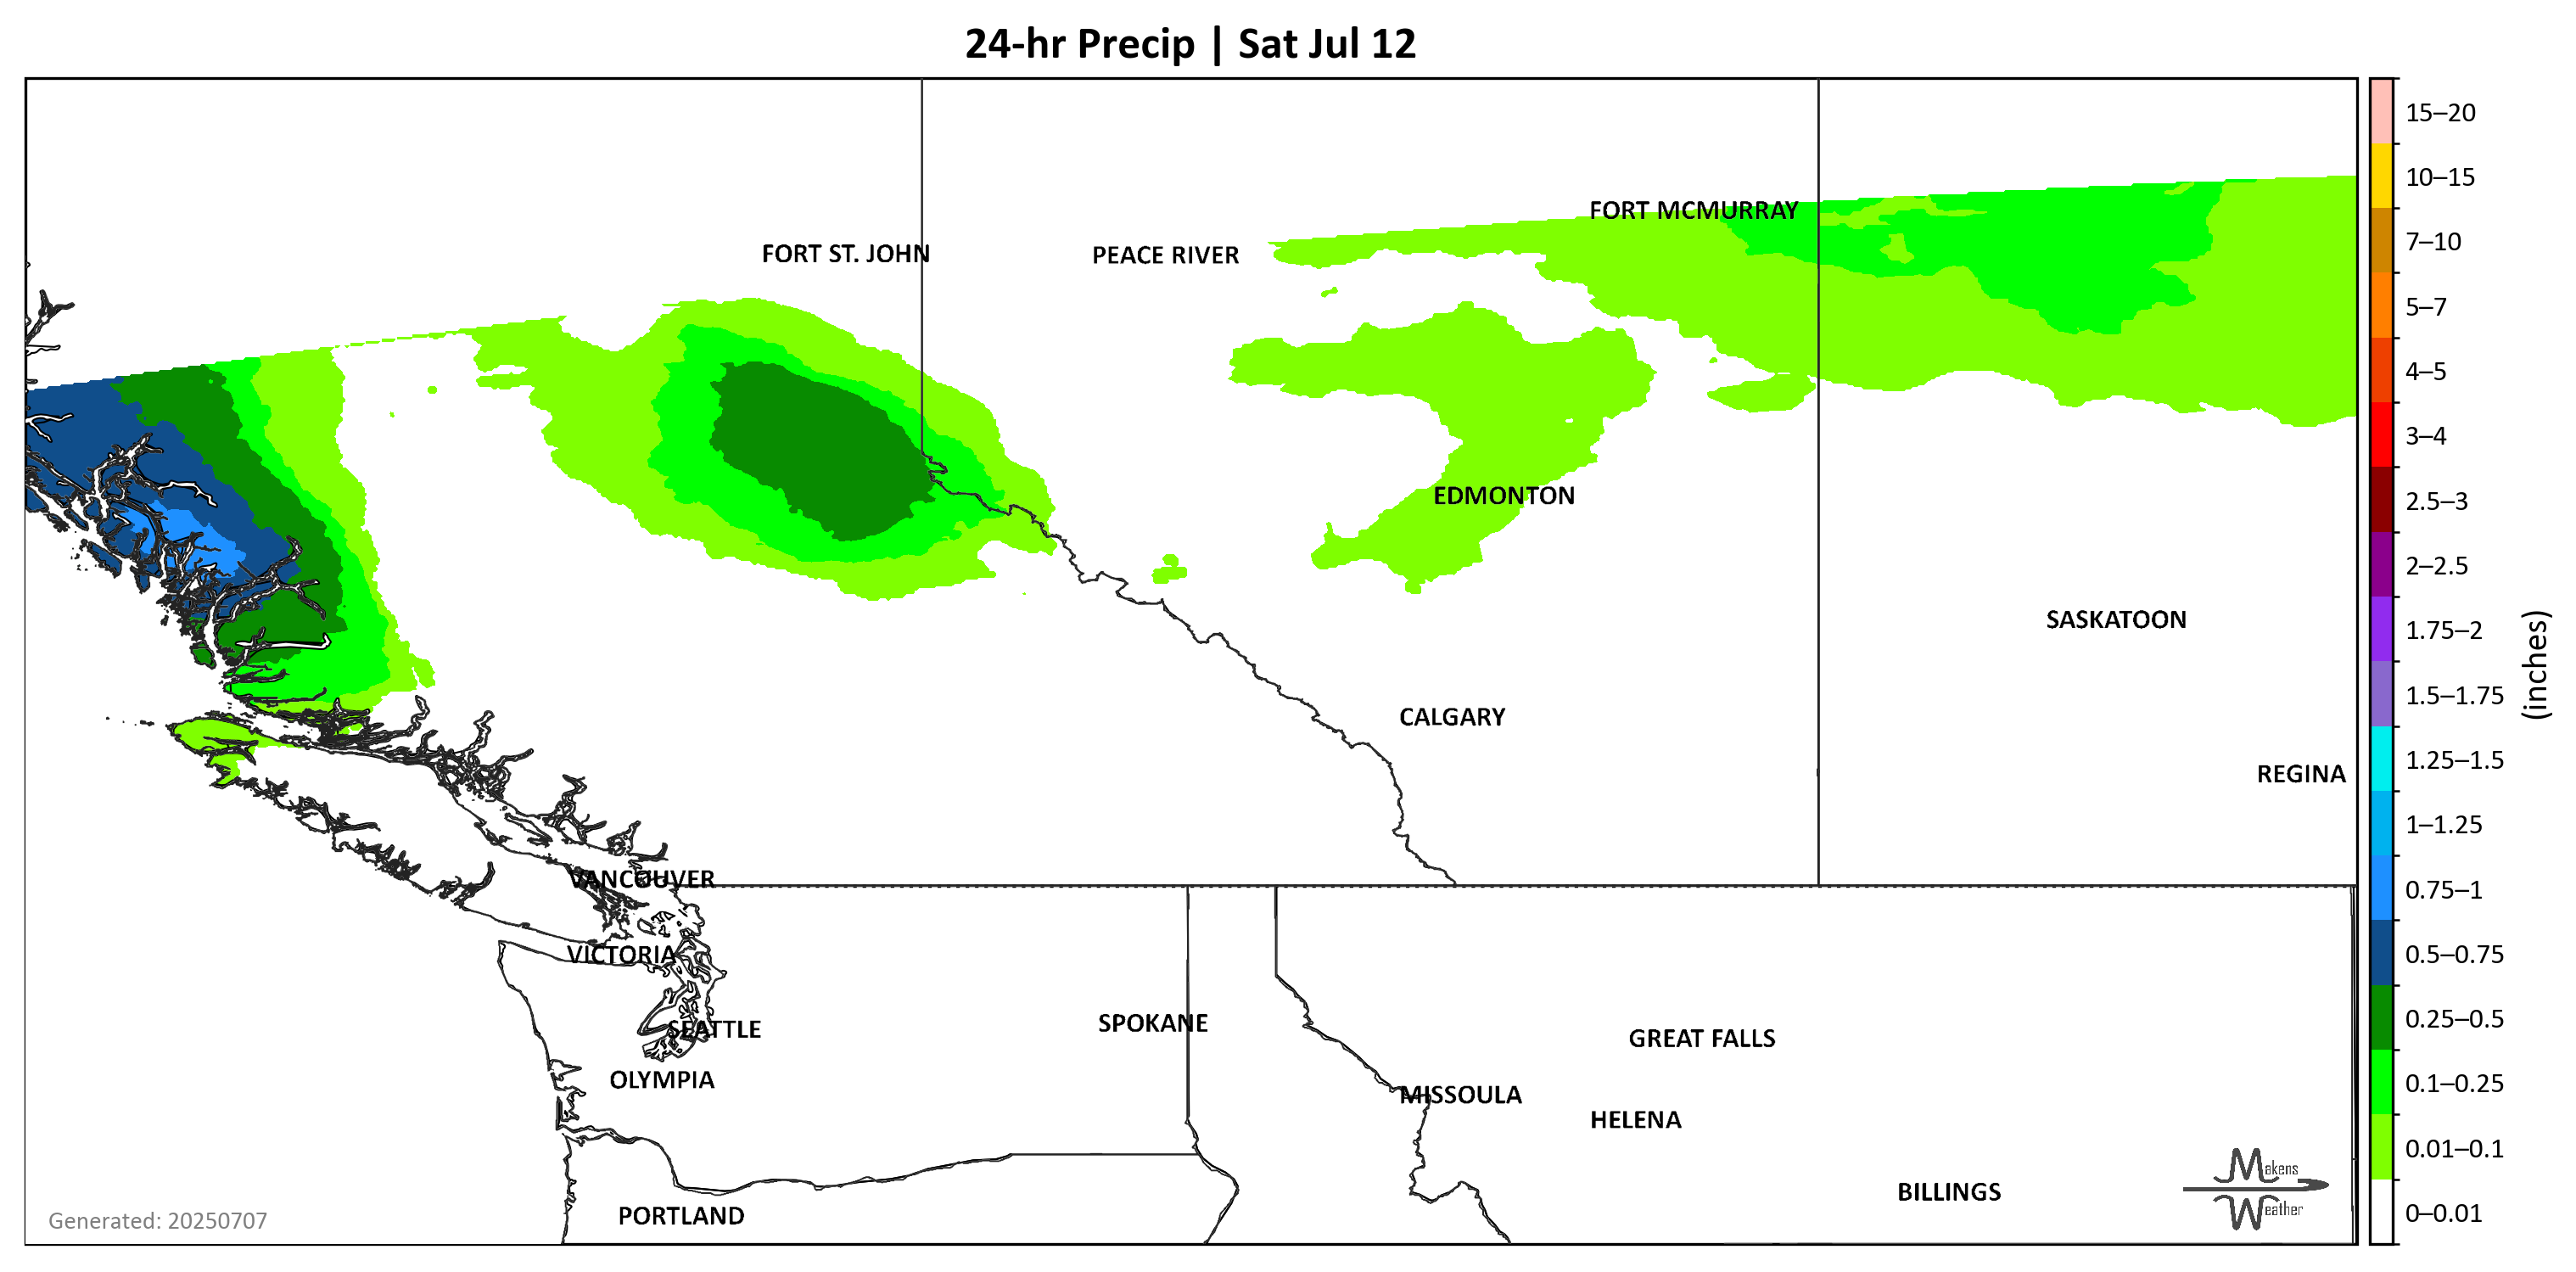 24-hr Precip | Sat Jul 12
FORT MCMURRAY
FORT ST. JOHN
PEACE RIVER
EDMONTON
SASKATOON
CALGARY
REGINA
VANCOUVER
VICTORIA
SEATTLE
SPOKANE
GREAT FALLS
OLYMPIA
MISSOULA
HELENA
BILLINGS
PORTLAND
Makens
Weather
Generated: 20250707
15–20
10–15
7–10
5–7
4–5
3–4
2.5–3
2–2.5
1.75–2
1.5–1.75
1.25–1.5
1–1.25
0.75–1
0.5–0.75
0.25–0.5
0.1–0.25
0.01–0.1
0–0.01
(inches)